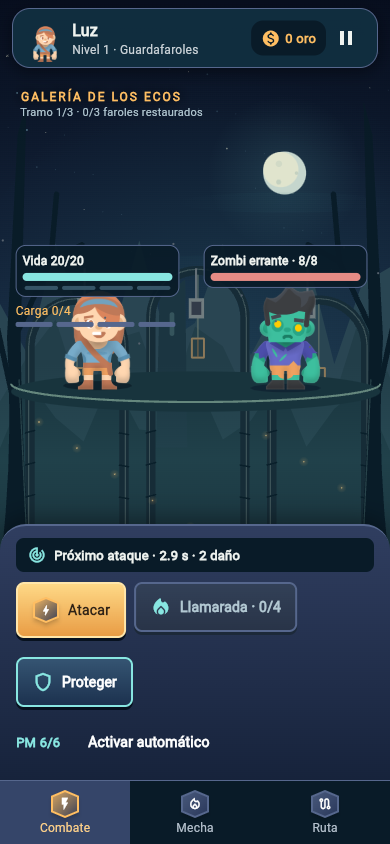 Luz
Nivel 1 · Guardafaroles
0 oro
GALERÍA DE LOS ECOS
Tramo 1/3 · 0/3 faroles restaurados
Vida 20/20
Zombi errante · 8/8
Carga 0/4
Próximo ataque · 2.9 s · 2 daño
Atacar
Llamarada · 0/4
Proteger
PM 6/6
Activar automático
Combate
Mecha
Ruta